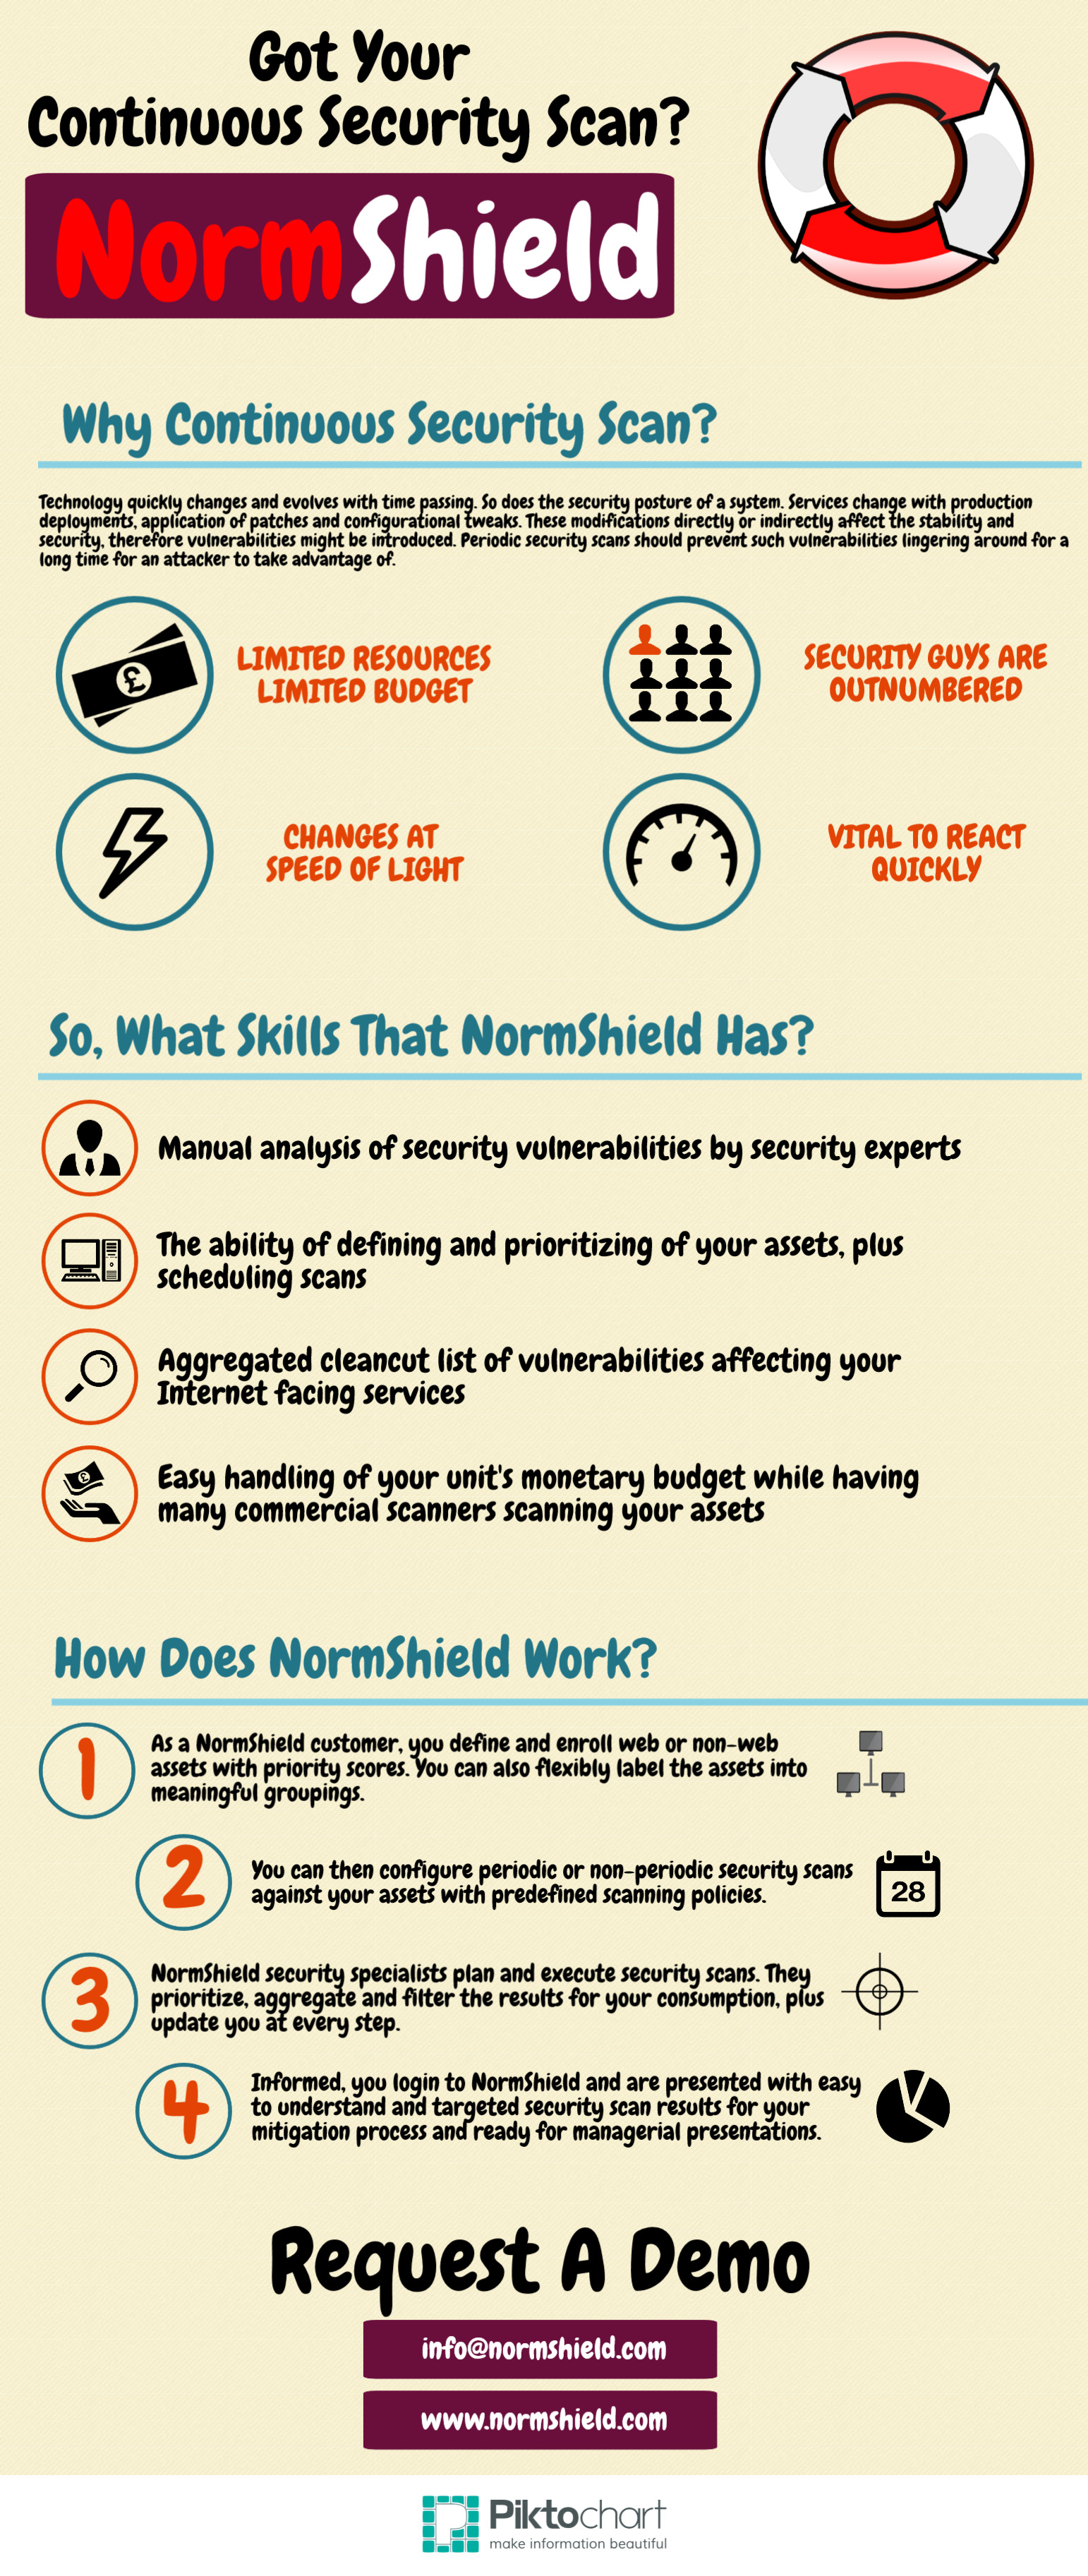 Got Your
Continuous Security Scan?
NormShield
Why Continuous Security Scan?
Technology quickly changes and evolves with time passing. So does the security posture of a system. Services change with production
deployments, application of patches and configurational tweaks. These modifications directly or indirectly affect the stability and
security, therefore vulnerabilities might be introduced. Periodic security scans should prevent such vulnerabilities lingering around for a
long time for an attacker to take advantage of.
£
LIMITED RESOURCES
LIMITED BUDGET
SECURITY GUYS ARE
OUTNUMBERED
CHANGES AT
SPEED OF LIGHT
VITAL TO REACT
QUICKLY
So, What Skills That NormShield Has?
Manual analysis of security vulnerabilities by security experts
The ability of defining and prioritizing of your assets, plus
scheduling scans
Aggregated cleancut list of vulnerabilities affecting your
Internet facing services
£
Easy handling of your unit's monetary budget while having
many commercial scanners scanning your assets
How Does NormShield Work?
1
As a NormShield customer, you define and enroll web or non-web
assets with priority scores. You can also flexibly label the assets into
meaningful groupings.
2
You can then configure periodic or non-periodic security scans
against your assets with predefined scanning policies.
28
3
NormShield security specialists plan and execute security scans. They
prioritize, aggregate and filter the results for your consumption, plus
update you at every step.
4
Informed, you login to NormShield and are presented with easy
to understand and targeted security scan results for your
mitigation process and ready for managerial presentations.
Request A Demo
info@normshield.com
www.normshield.com
Piktochart
make information beautiful